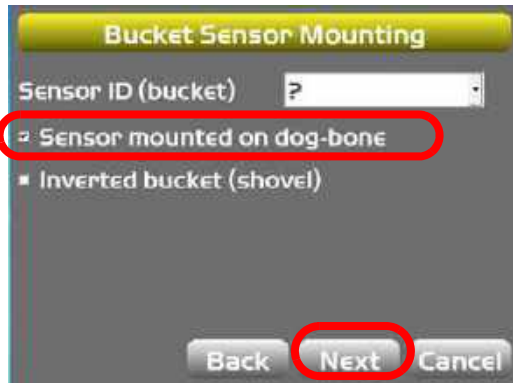 Bucket Sensor Mounting
Sensor ID (bucket) ?
Sensor mounted on dog-bone
Inverted bucket (shovel)
Back Next Cancel